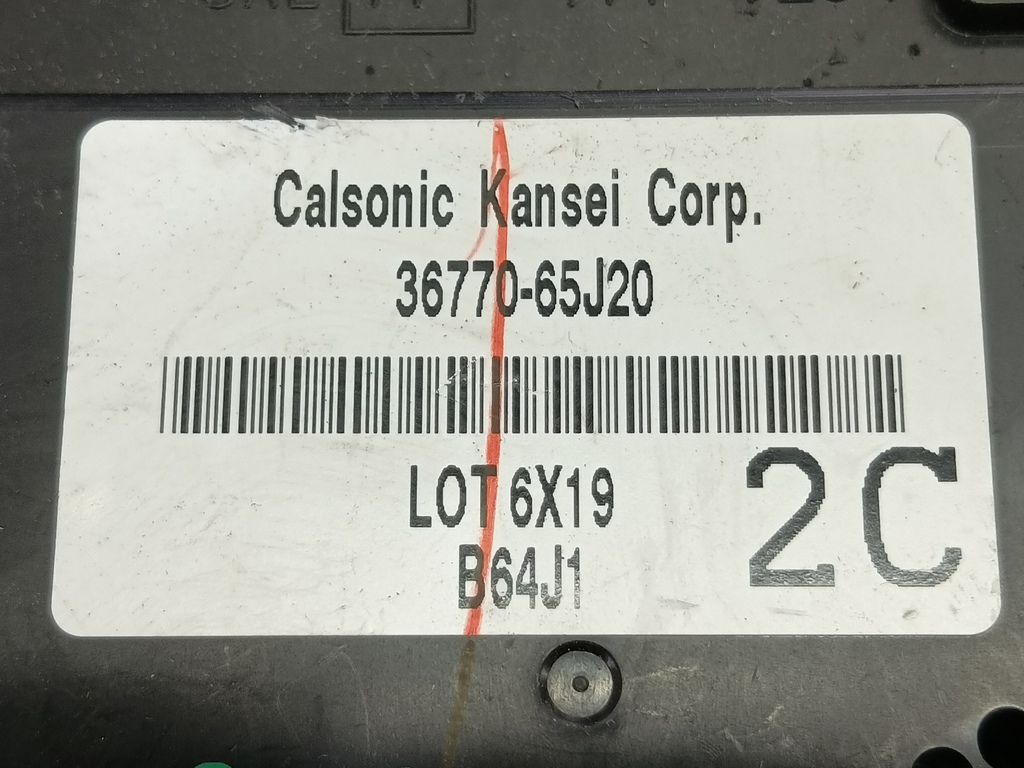 Calsonic Kansei Corp.
36770-65J20
LOT 6X19
2C
B64J1